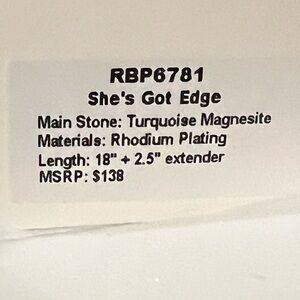 RBP6781
She's Got Edge
Main Stone: Turquoise Magnesite
Materials: Rhodium Plating
Length: 18" + 2.5" extender
MSRP: $138